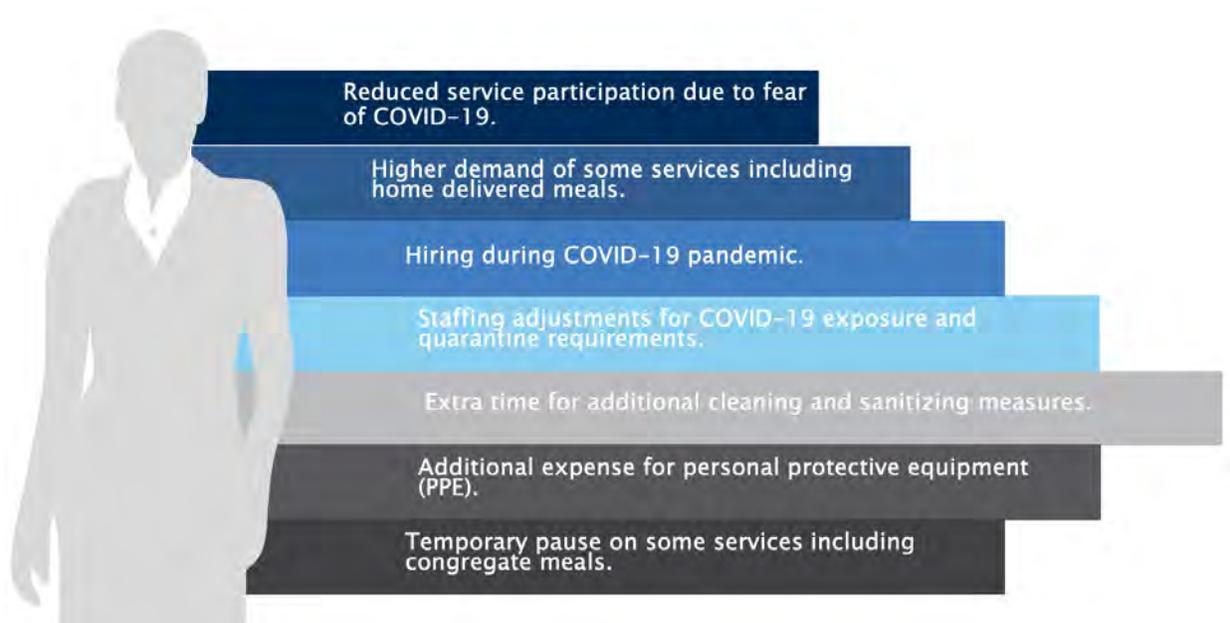 Reduced service participation due to fear
of COVID-19.
Higher demand of some services including
home delivered meals.
Hiring during COVID-19 pandemic.
Staffing adjustments for COVID-19 exposure and
quarantine requirements.
Extra time for additional cleaning and sanitizing measures.
Additional expense for personal protective equipment
(PPE).
Temporary pause on some services including
congregate meals.